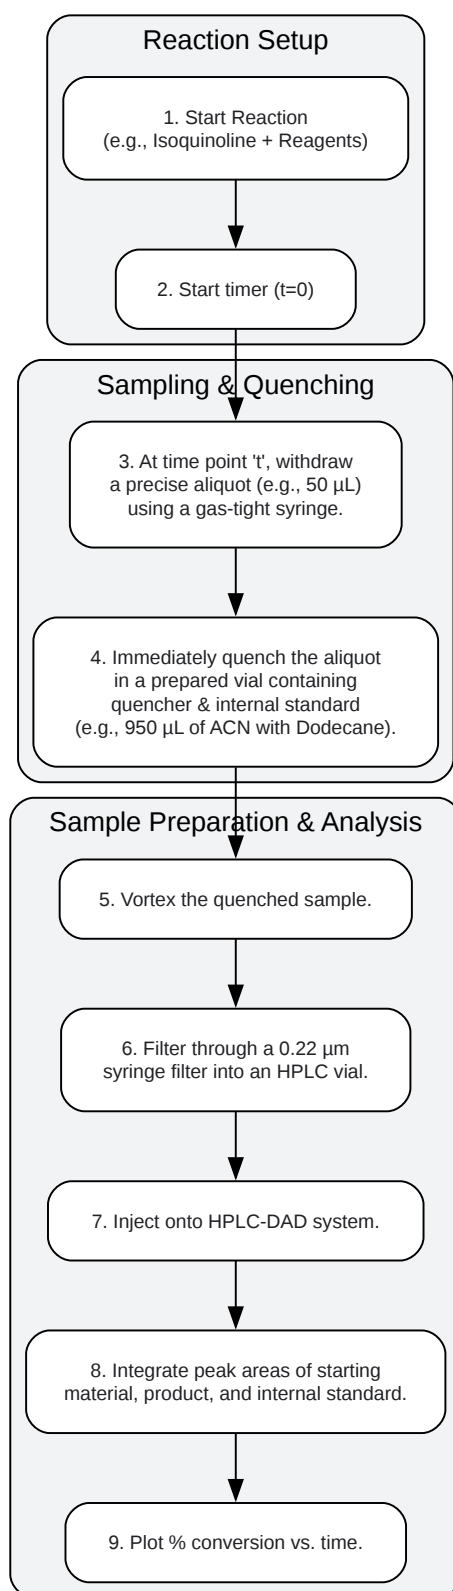 Reaction Setup
1. Start Reaction
(e.g., Isoquinoline + Reagents)
2. Start timer (t=0)
Sampling & Quenching
3. At time point 't', withdraw
a precise aliquot (e.g., 50 µL)
using a gas-tight syringe.
4. Immediately quench the aliquot
in a prepared vial containing
quencher & internal standard
(e.g., 950 µL of ACN with Dodecane).
Sample Preparation & Analysis
5. Vortex the quenched sample.
6. Filter through a 0.22 µm
syringe filter into an HPLC vial.
7. Inject onto HPLC-DAD system.
8. Integrate peak areas of starting
material, product, and internal standard.
9. Plot % conversion vs. time.